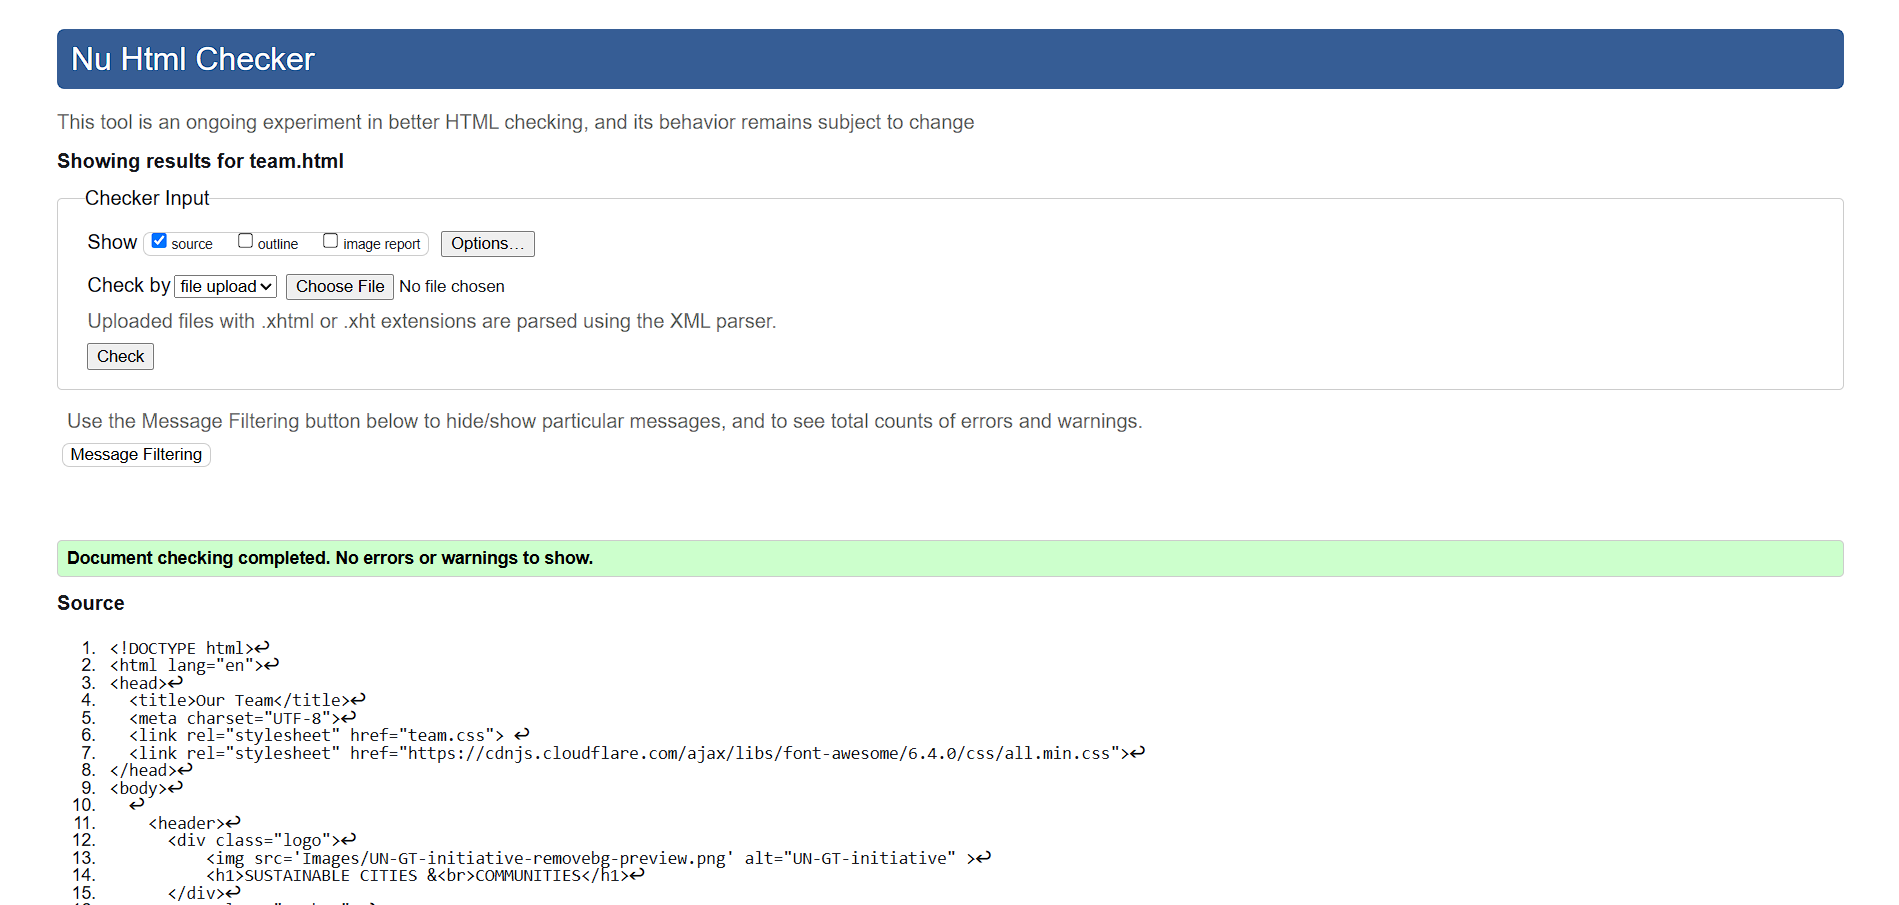 Nu Html Checker
This tool is an ongoing experiment in better HTML checking, and its behavior remains subject to change
Showing results for team.html
Checker Input
Show source outline image report Options…
Check by file upload Choose File No file chosen
Uploaded files with .xhtml or .xht extensions are parsed using the XML parser.
Check
Use the Message Filtering button below to hide/show particular messages, and to see total counts of errors and warnings.
Message Filtering
Document checking completed. No errors or warnings to show.
Source
1. <!DOCTYPE html>↩
2. <html lang="en">↩
3. <head>↩
4.   <title>Our Team</title>↩
5.   <meta charset="UTF-8">↩
6.   <link rel="stylesheet" href="team.css"> ↩
7.   <link rel="stylesheet" href="https://cdnjs.cloudflare.com/ajax/libs/font-awesome/6.4.0/css/all.min.css">↩
8. </head>↩
9. <body>↩
10.   ↩
11.     <header>↩
12.       <div class="logo">↩
13.           <img src='Images/UN-GT-initiative-removebg-preview.png' alt="UN-GT-initiative" >↩
14.           <h1>SUSTAINABLE CITIES &<br>COMMUNITIES</h1>↩
15.       </div>↩